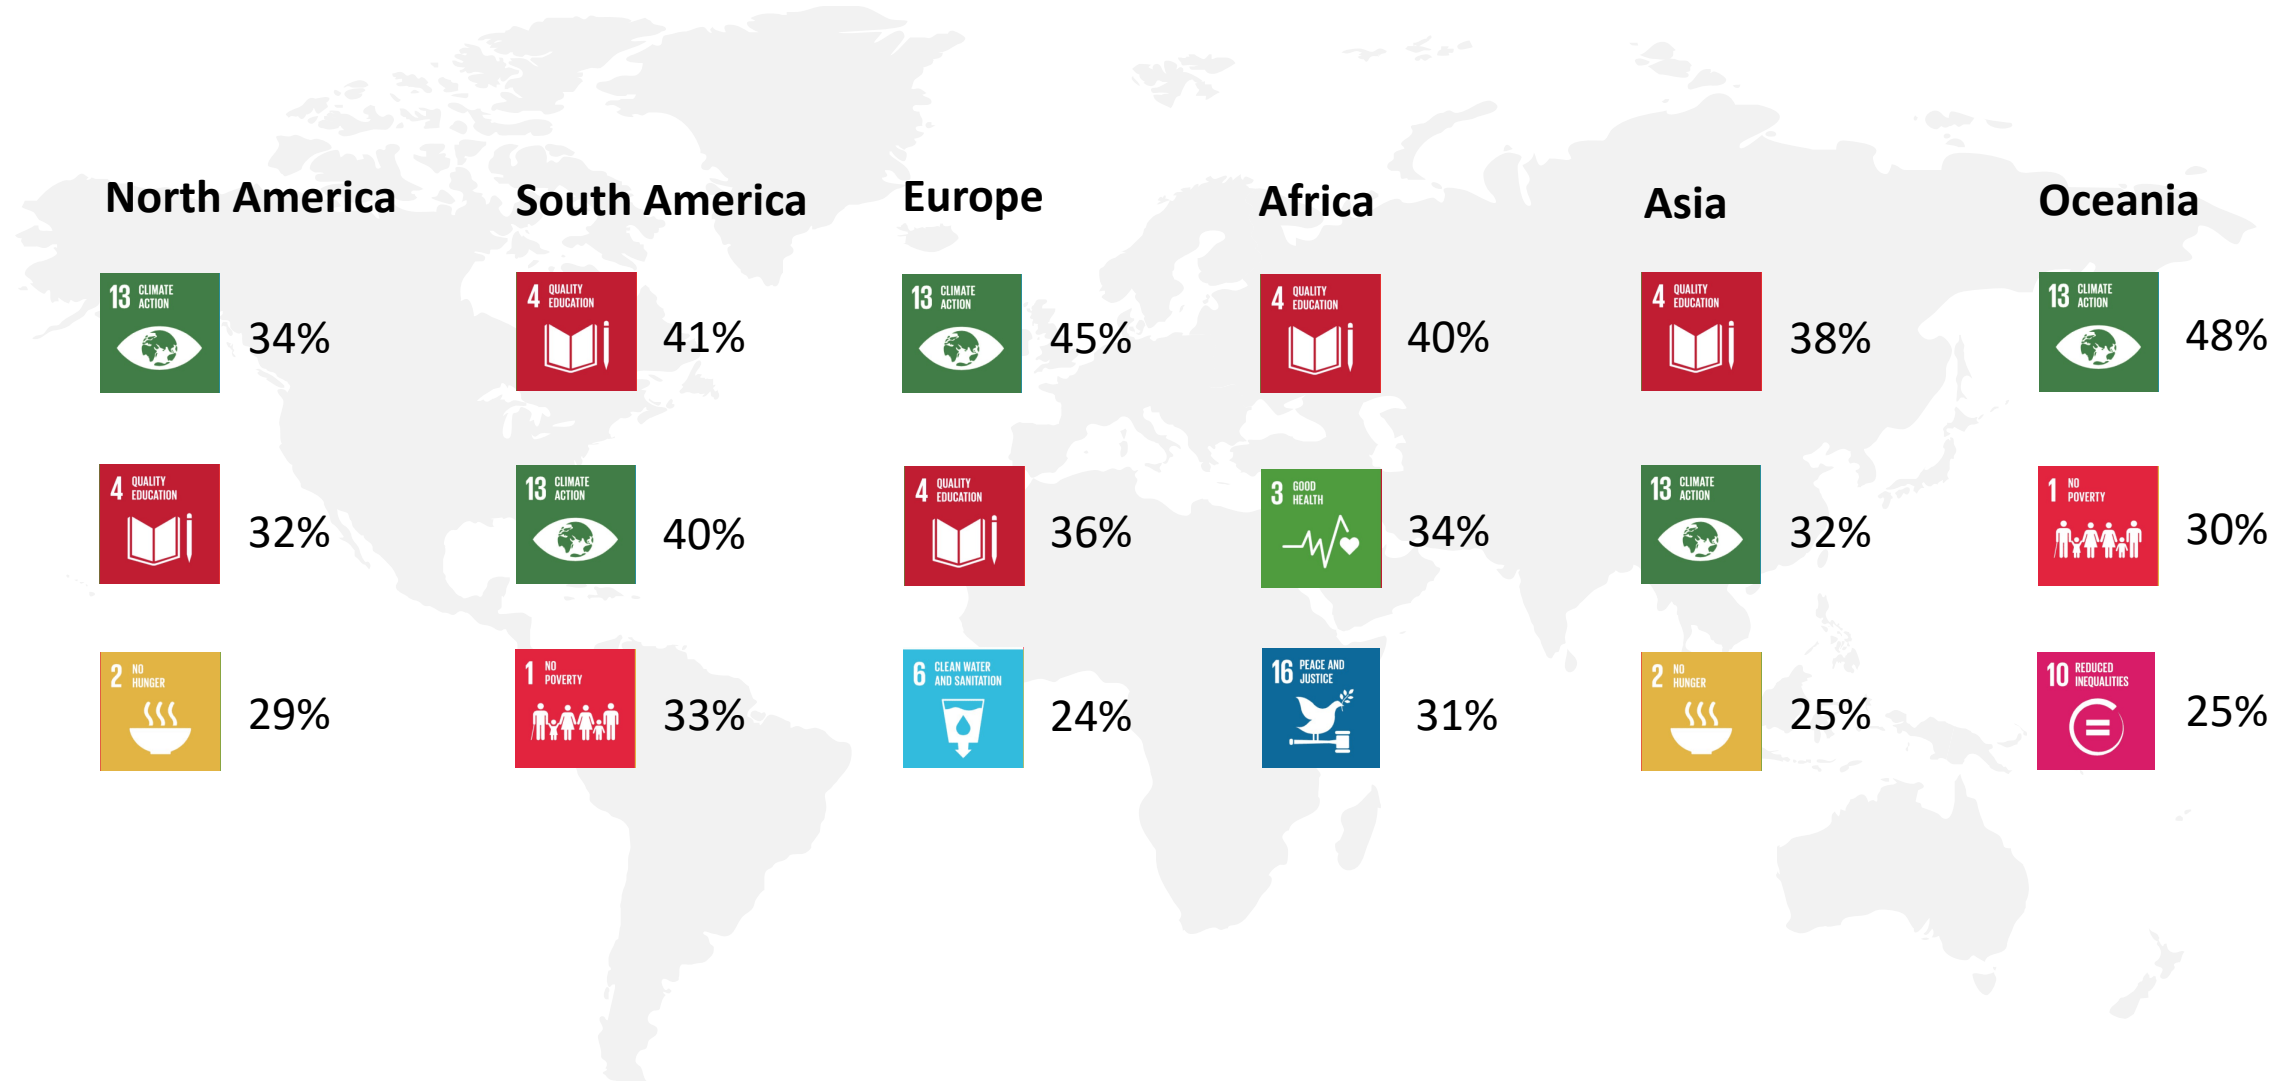 North America
South America
Europe
Africa
Asia
Oceania
13 CLIMATE
ACTION
34%
4 QUALITY
EDUCATION
41%
13 CLIMATE
ACTION
45%
4 QUALITY
EDUCATION
40%
4 QUALITY
EDUCATION
38%
13 CLIMATE
ACTION
48%
4 QUALITY
EDUCATION
32%
13 CLIMATE
ACTION
40%
4 QUALITY
EDUCATION
36%
3 GOOD
HEALTH
34%
13 CLIMATE
ACTION
32%
1 NO
POVERTY
30%
2 NO
HUNGER
29%
1 NO
POVERTY
33%
6 CLEAN WATER
AND SANITATION
24%
16 PEACE AND
JUSTICE
31%
2 NO
HUNGER
25%
10 REDUCED
INEQUALITIES
25%